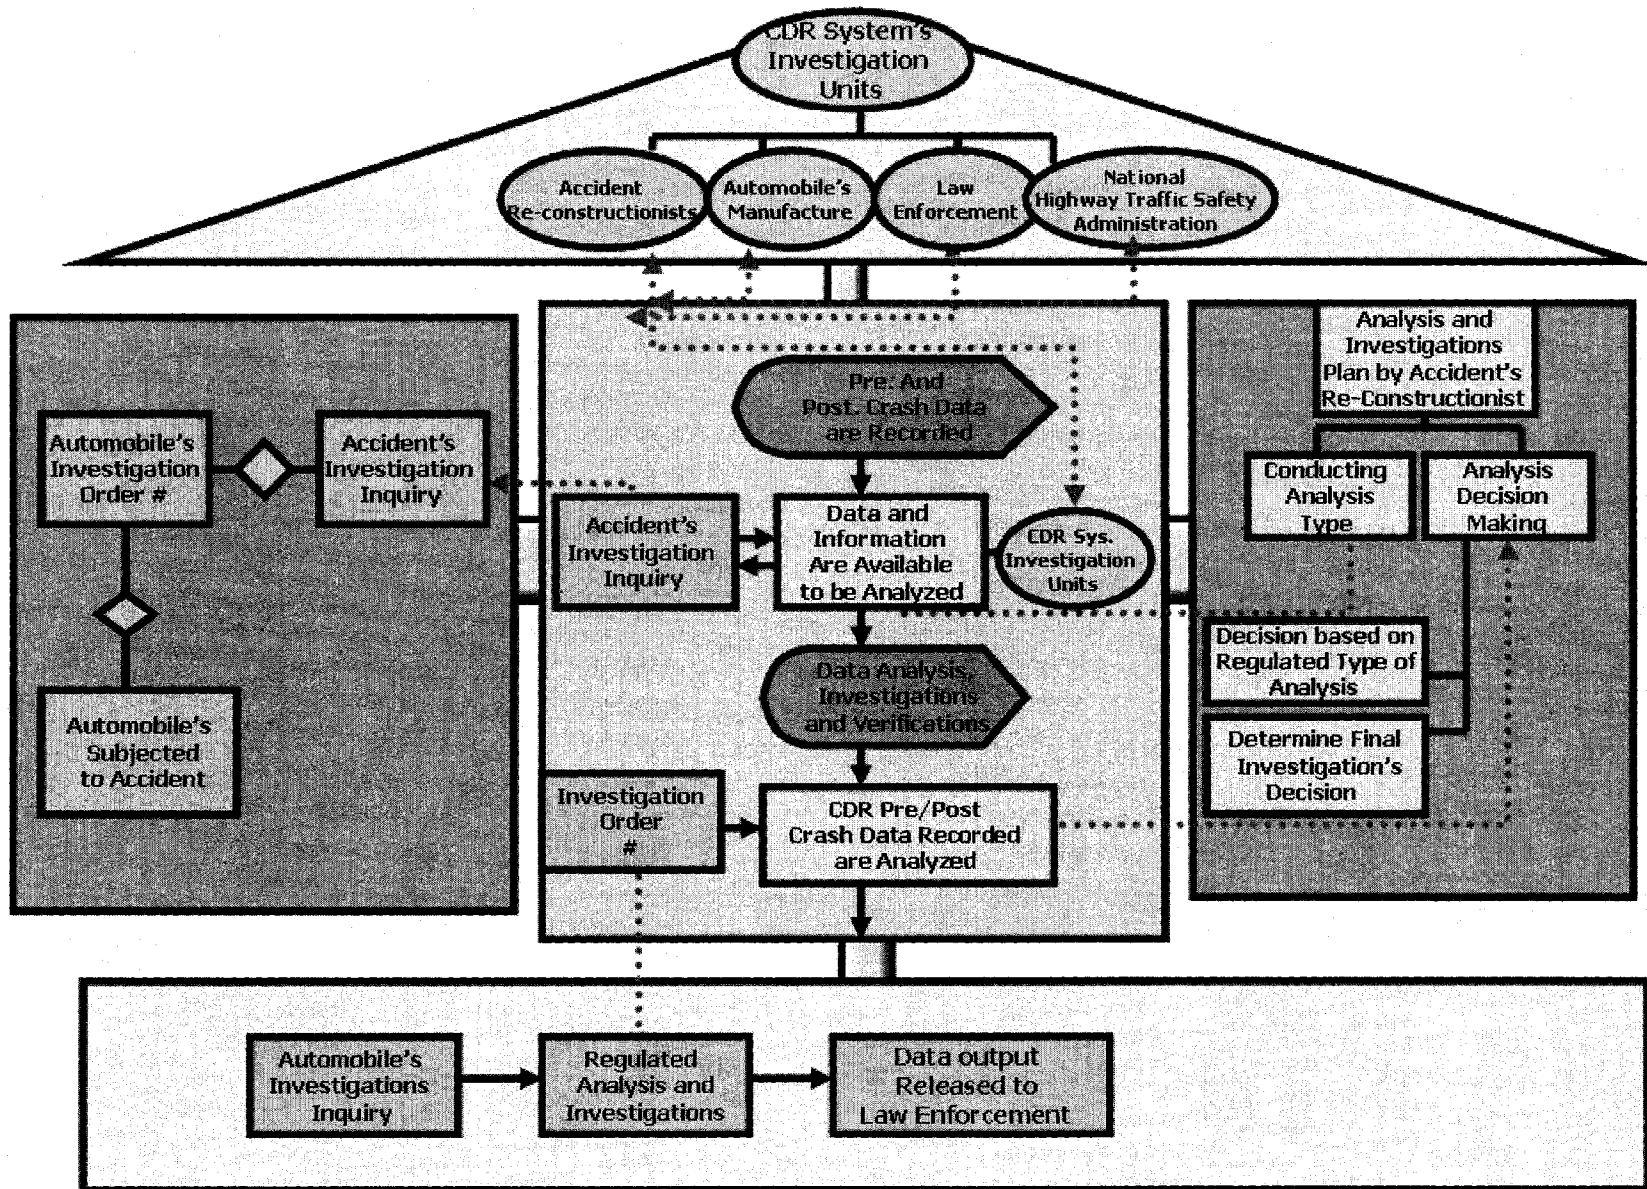 CDR System's
Investigation
Units
Accident
Re-constructionists
Automobile's
Manufacture
Law
Enforcement
National
Highway Traffic Safety
Administration
Automobile's
Investigation
Order #
Accident's
Investigation
Inquiry
Automobile's
Subjected
to Accident
Pre. And
Post. Crash Data
are Recorded
Accident's
Investigation
Inquiry
Data and
Information
Are Available
to be Analyzed
CDR Sys.
Investigation
Units
Data Analysis,
Investigations
and Verifications
Investigation
Order
#
CDR Pre/Post
Crash Data Recorded
are Analyzed
Analysis and
Investigations
Plan by Accident's
Re-Constructionist
Conducting
Analysis
Type
Analysis
Decision
Making
Decision based on
Regulated Type of
Analysis
Determine Final
Investigation's
Decision
Automobile's
Investigations
Inquiry
Regulated
Analysis and
Investigations
Data output
Released to
Law Enforcement